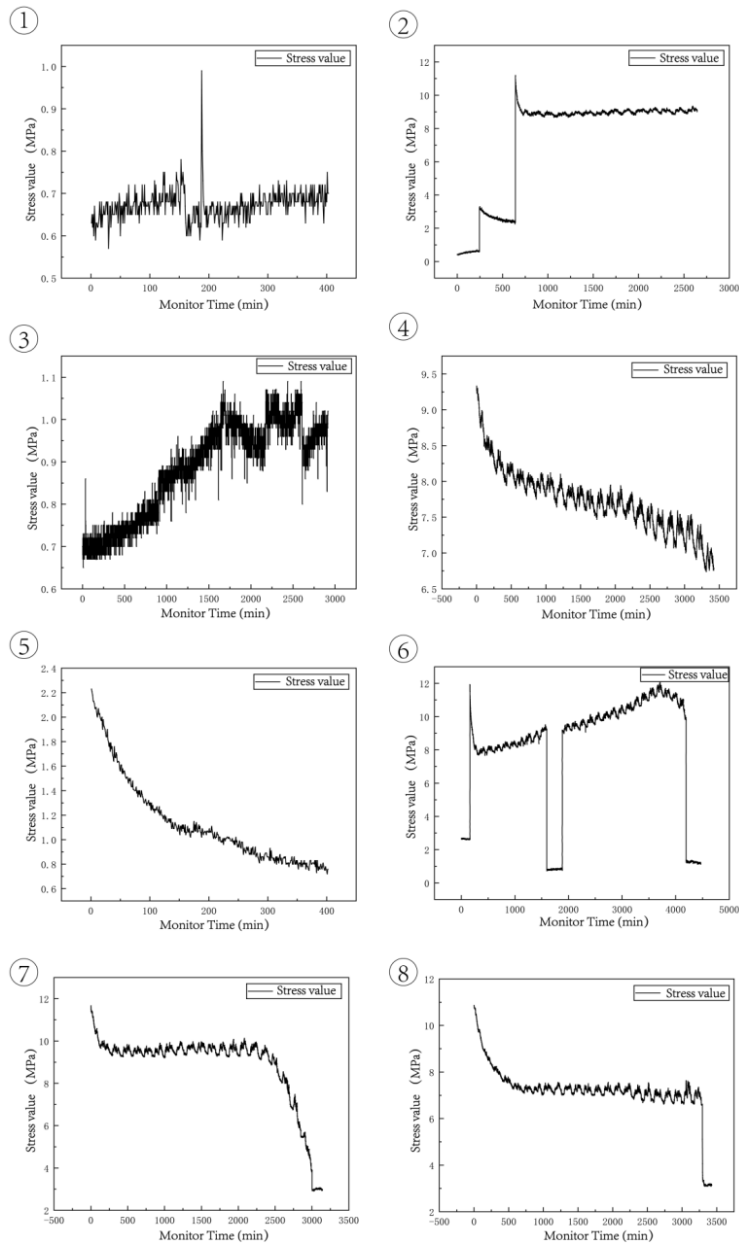 ① ②
Stress value
Stress value (MPa)
1.0
0.9
0.8
0.7
0.6
0.5
0 100 200 300 400
Monitor Time (min)
Stress value
Stress value (MPa)
12
10
8
6
4
2
0
0 500 1000 1500 2000 2500 3000
Monitor Time (min)
③ ④
Stress value
Stress value (MPa)
1.1
1.0
0.9
0.8
0.7
0.6
0 500 1000 1500 2000 2500 3000
Monitor Time (min)
Stress value
Stress value (MPa)
9.5
9.0
8.5
8.0
7.5
7.0
6.5
-500 0 500 1000 1500 2000 2500 3000 3500
Monitor Time (min)
⑤ ⑥
Stress value
Stress value (MPa)
2.4
2.2
2.0
1.8
1.6
1.4
1.2
1.0
0.8
0.6
0 100 200 300 400
Monitor Time (min)
Stress value
Stress value (MPa)
12
10
8
6
4
2
0
0 1000 2000 3000 4000 5000
Monitor Time (min)
⑦ ⑧
Stress value
Stress value (MPa)
12
10
8
6
4
2
-500 0 500 1000 1500 2000 2500 3000 3500
Monitor Time (min)
Stress value
Stress value (MPa)
12
10
8
6
4
2
-500 0 500 1000 1500 2000 2500 3000 3500
Monitor Time (min)